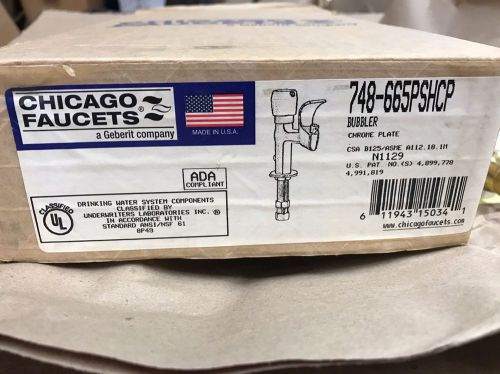 CHICAGO
FAUCETS®
a Geberit company
MADE IN U.S.A.
748-665PSHCP
BUBBLER
CHROME PLATE
CSA B125/ASME A112.18.1M
N1129
U.S. PAT. NO.(S) 4,899,778
4,991,819
ADA
COMPLIANT
CLASSIFIED
UL
®
DRINKING WATER SYSTEM COMPONENTS
CLASSIFIED BY
UNDERWRITERS LABORATORIES INC.®
IN ACCORDANCE WITH
STANDARD ANSI/NSF 61
8P49
6 11943 15034 1
www.chicagofaucets.com